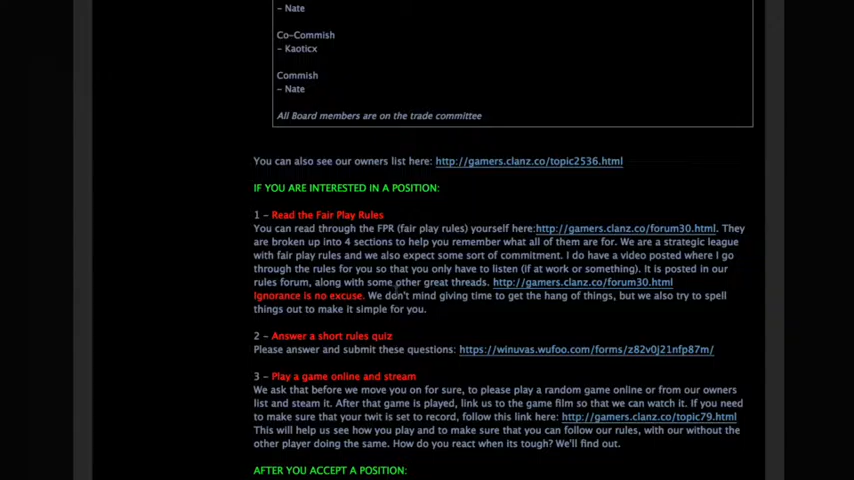 - Nate
Co-Commish
- Kaoticx
Commish
- Nate
All Board members are on the trade committee
You can also see our owners list here: http://gamers.clanz.co/topic2536.html
IF YOU ARE INTERESTED IN A POSITION:
1 - Read the Fair Play Rules
You can read through the FPR (fair play rules) yourself here:http://gamers.clanz.co/forum30.html. They
are broken up into 4 sections to help you remember what all of them are for. We are a strategic league
with fair play rules and we also expect some sort of commitment. I do have a video posted where I go
through the rules for you so that you only have to listen (if at work or something). It is posted in our
rules forum, along with some other great threads. http://gamers.clanz.co/forum30.html
Ignorance is no excuse. We don't mind giving time to get the hang of things, but we also try to spell
things out to make it simple for you.
2 - Answer a short rules quiz
Please answer and submit these questions: https://winuvas.wufoo.com/forms/z82v0j21nfp87m/
3 - Play a game online and stream
We ask that before we move you on for sure, to please play a random game online or from our owners
list and steam it. After that game is played, link us to the game film so that we can watch it. If you need
to make sure that your twit is set to record, follow this link here: http://gamers.clanz.co/topic79.html
This will help us see how you play and to make sure that you can follow our rules, with our without the
other player doing the same. How do you react when its tough? We'll find out.
AFTER YOU ACCEPT A POSITION: